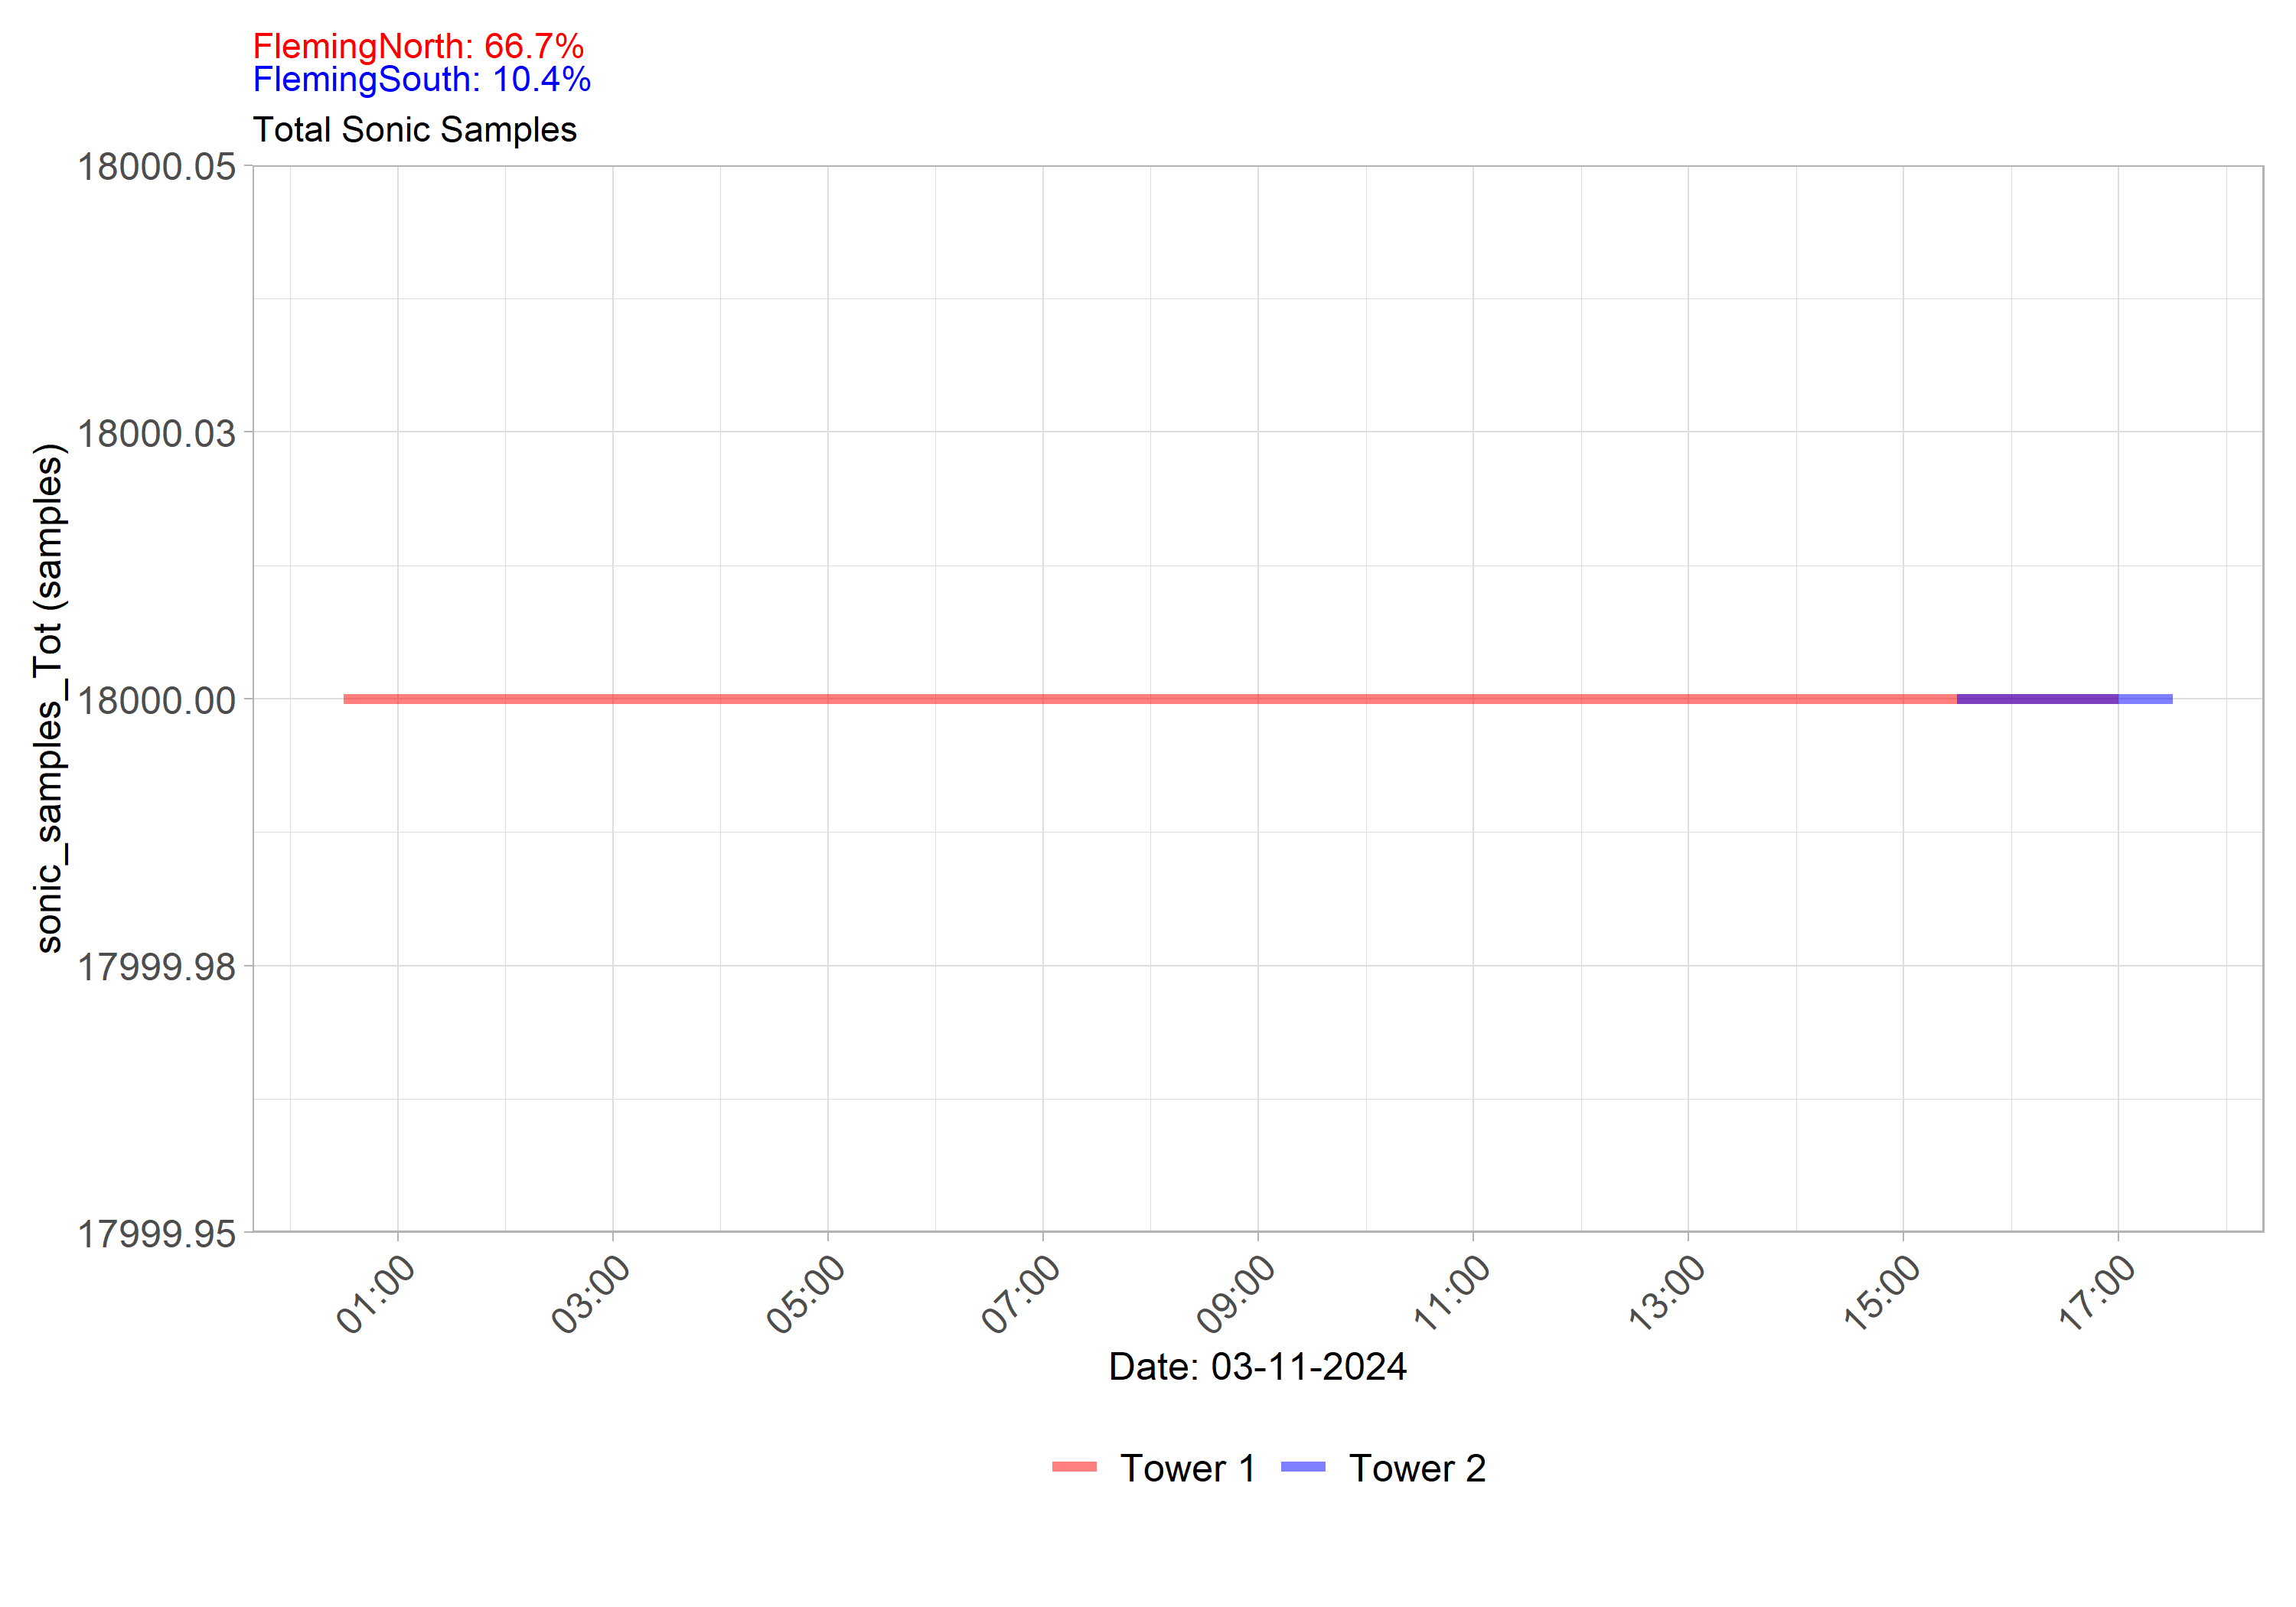 FlemingNorth: 66.7%
FlemingSouth: 10.4%
Total Sonic Samples
sonic_samples_Tot (samples)
18000.05
18000.03
18000.00
17999.98
17999.95
01:00
03:00
05:00
07:00
09:00
11:00
13:00
15:00
17:00
Date: 03-11-2024
Tower 1
Tower 2